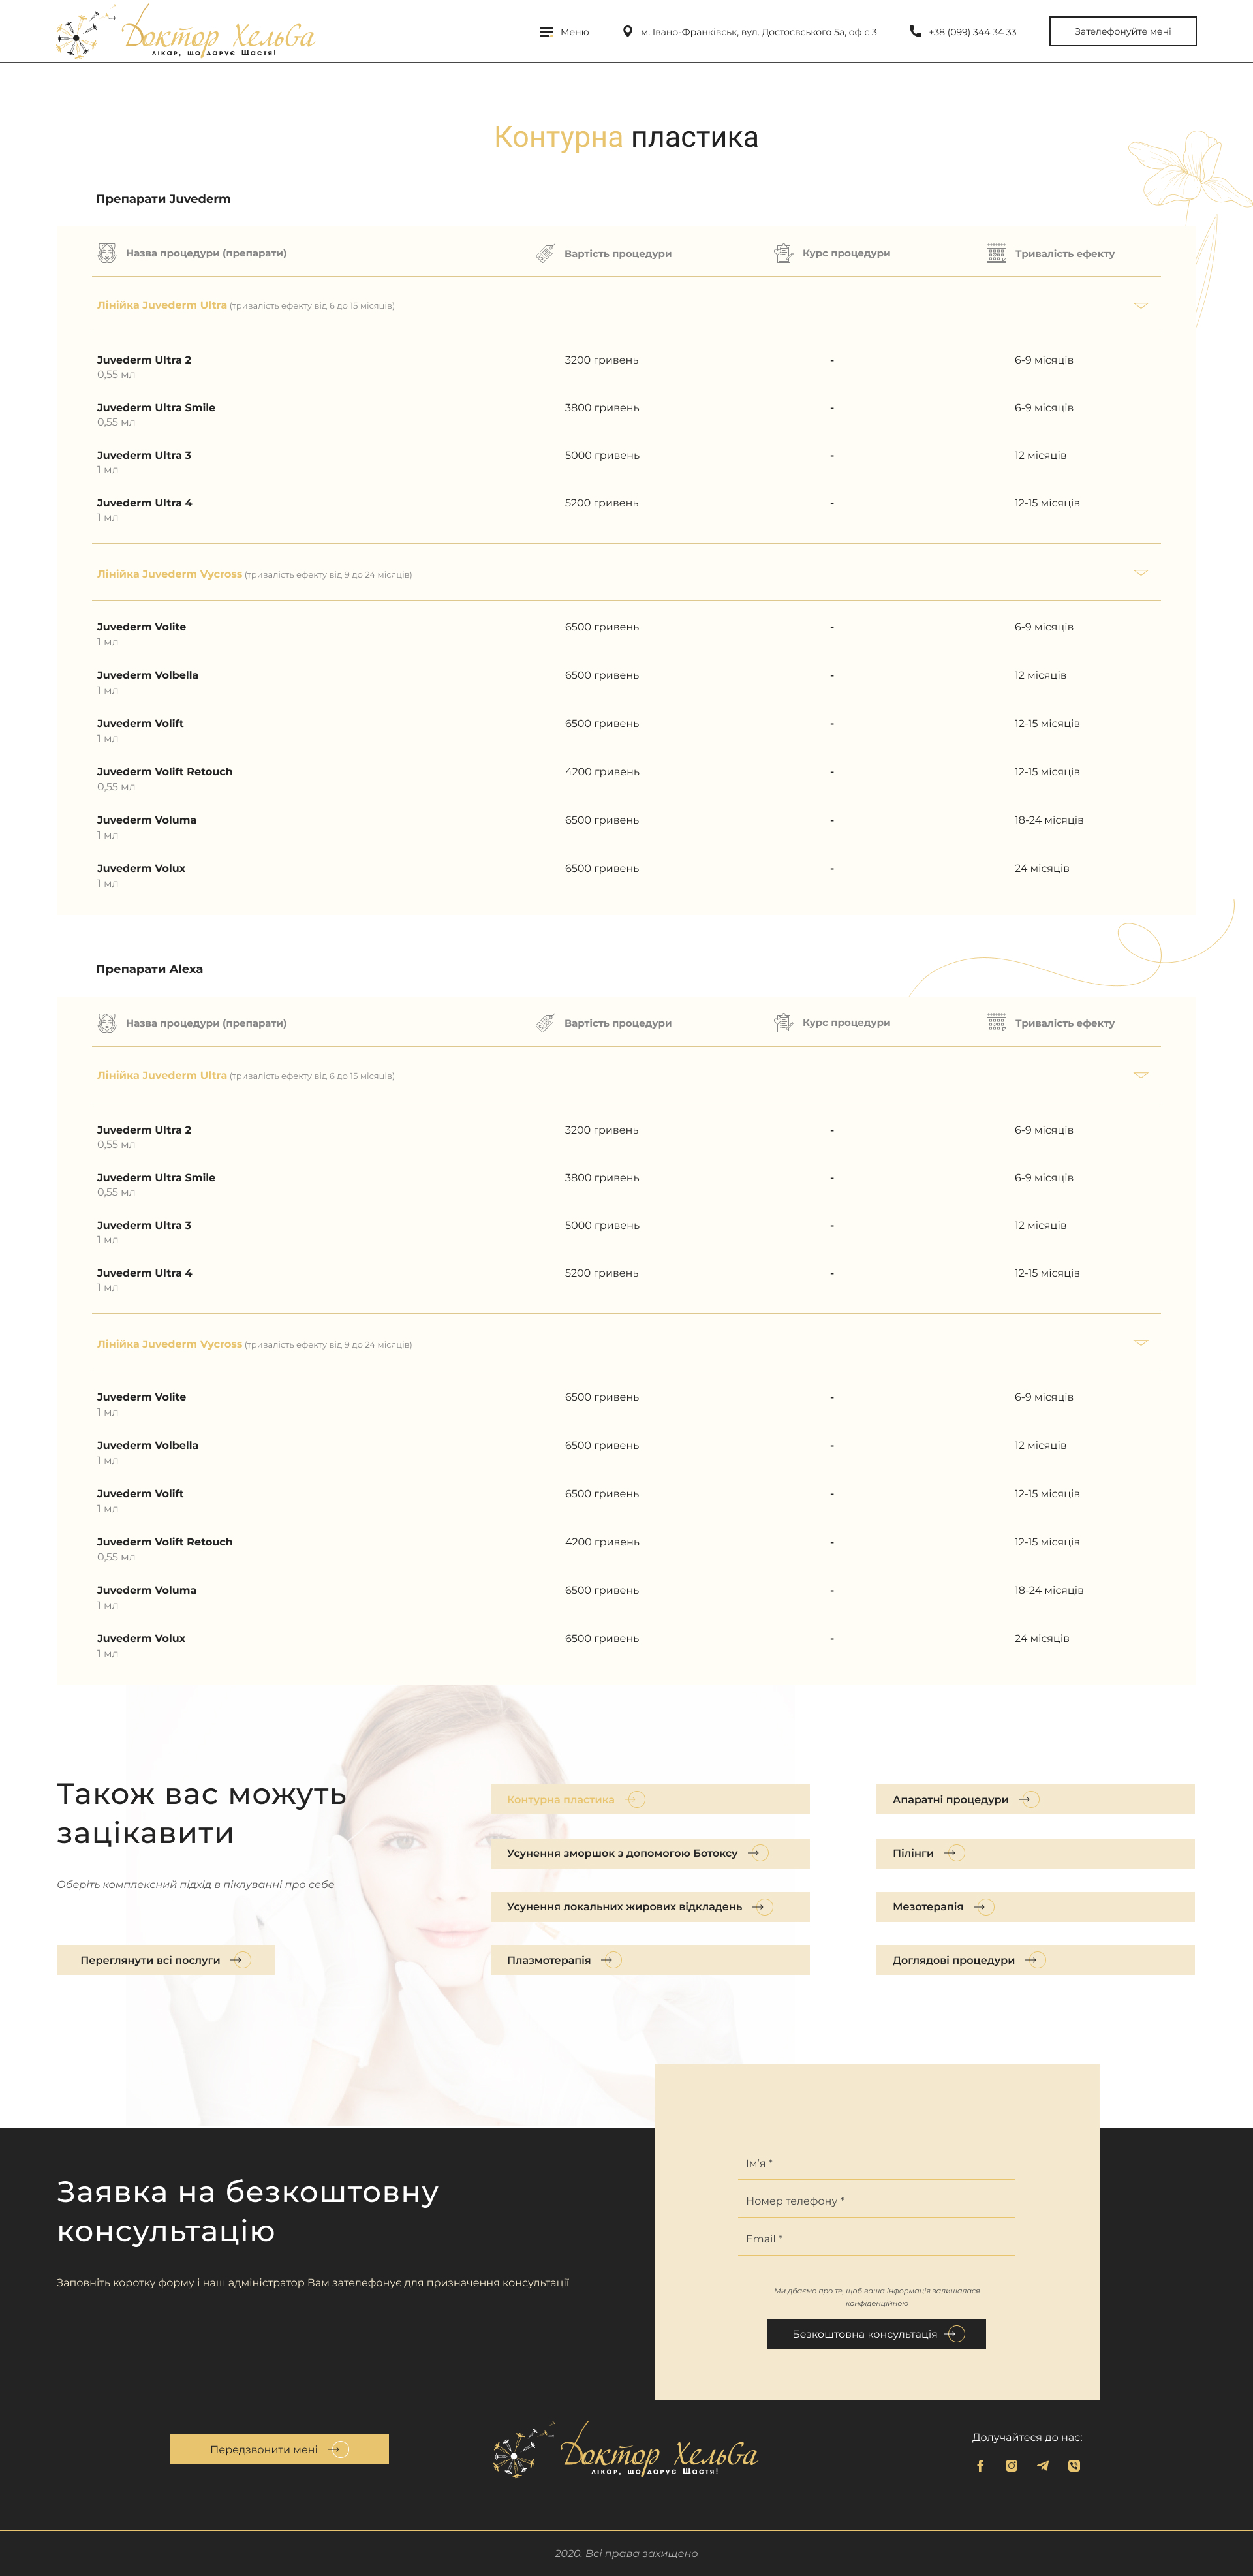 Доктор Хельба
лікар, що дарує Щастя!
Меню
м. Івано-Франківськ, вул. Достоєвського 5а, офіс 3
+38 (099) 344 34 33
Зателефонуйте мені
Контурна пластика
Препарати Juvederm
Назва процедури (препарати) Вартість процедури Курс процедури Тривалість ефекту
Лінійка Juvederm Ultra (тривалість ефекту від 6 до 15 місяців)
Juvederm Ultra 2 3200 гривень - 6-9 місяців
0,55 мл
Juvederm Ultra Smile 3800 гривень - 6-9 місяців
0,55 мл
Juvederm Ultra 3 5000 гривень - 12 місяців
1 мл
Juvederm Ultra 4 5200 гривень - 12-15 місяців
1 мл
Лінійка Juvederm Vycross (тривалість ефекту від 9 до 24 місяців)
Juvederm Volite 6500 гривень - 6-9 місяців
1 мл
Juvederm Volbella 6500 гривень - 12 місяців
1 мл
Juvederm Volift 6500 гривень - 12-15 місяців
1 мл
Juvederm Volift Retouch 4200 гривень - 12-15 місяців
0,55 мл
Juvederm Voluma 6500 гривень - 18-24 місяців
1 мл
Juvederm Volux 6500 гривень - 24 місяців
1 мл
Препарати Alexa
Назва процедури (препарати) Вартість процедури Курс процедури Тривалість ефекту
Лінійка Juvederm Ultra (тривалість ефекту від 6 до 15 місяців)
Juvederm Ultra 2 3200 гривень - 6-9 місяців
0,55 мл
Juvederm Ultra Smile 3800 гривень - 6-9 місяців
0,55 мл
Juvederm Ultra 3 5000 гривень - 12 місяців
1 мл
Juvederm Ultra 4 5200 гривень - 12-15 місяців
1 мл
Лінійка Juvederm Vycross (тривалість ефекту від 9 до 24 місяців)
Juvederm Volite 6500 гривень - 6-9 місяців
1 мл
Juvederm Volbella 6500 гривень - 12 місяців
1 мл
Juvederm Volift 6500 гривень - 12-15 місяців
1 мл
Juvederm Volift Retouch 4200 гривень - 12-15 місяців
0,55 мл
Juvederm Voluma 6500 гривень - 18-24 місяців
1 мл
Juvederm Volux 6500 гривень - 24 місяців
1 мл
Також вас можуть
зацікавити
Оберіть комплексний підхід в піклуванні про себе
Переглянути всі послуги
Контурна пластика
Усунення зморшок з допомогою Ботоксу
Усунення локальних жирових відкладень
Плазмотерапія
Апаратні процедури
Пілінги
Мезотерапія
Доглядові процедури
Заявка на безкоштовну
консультацію
Заповніть коротку форму і наш адміністратор Вам зателефонує для призначення консультації
Ім’я *
Номер телефону *
Email *
Ми дбаємо про те, щоб ваша інформація залишалася
конфіденційною
Безкоштовна консультація
Передзвонити мені
Доктор Хельба
лікар, що дарує Щастя!
Долучайтеся до нас:
2020. Всі права захищено